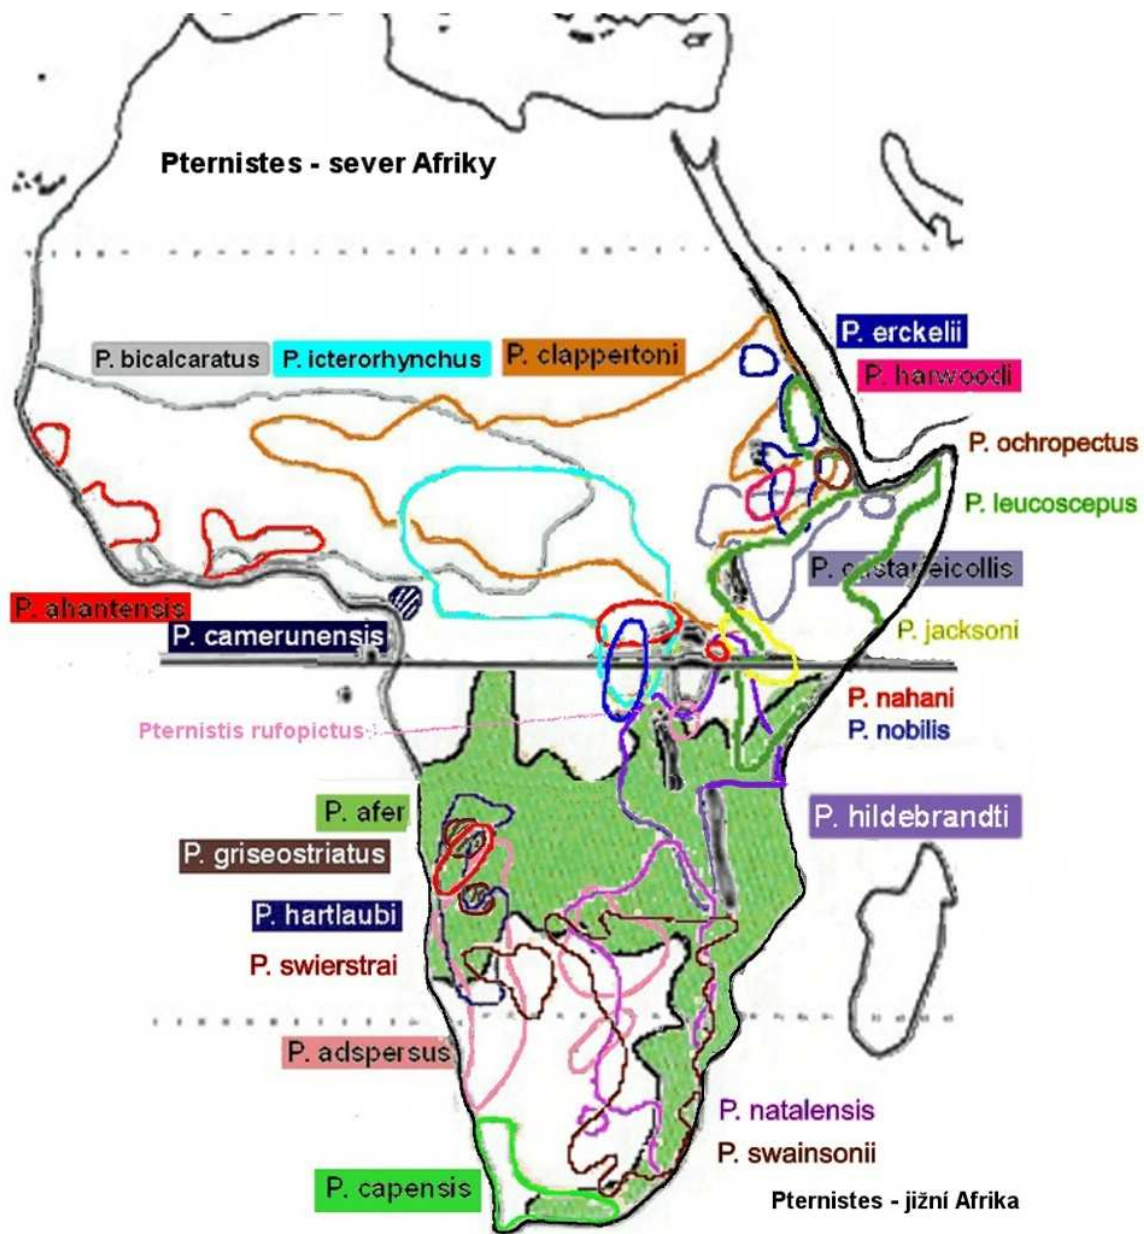 Pternistes - sever Afriky
P. erckelii
P. bicalcaratus
P. icterorhynchus
P. clappertoni
P. harwoodi
P. ochropectus
P. leucoscepus
P. castaneicollis
P. ahantensis
P. camerunensis
P. jacksoni
P. nahani
Pternistis rufopictus
P. nobilis
P. afer
P. hildebrandti
P. griseostriatus
P. hartlaubi
P. swierstrai
P. adspersus
P. natalensis
P. swainsonii
P. capensis
Pternistes - jižní Afrika